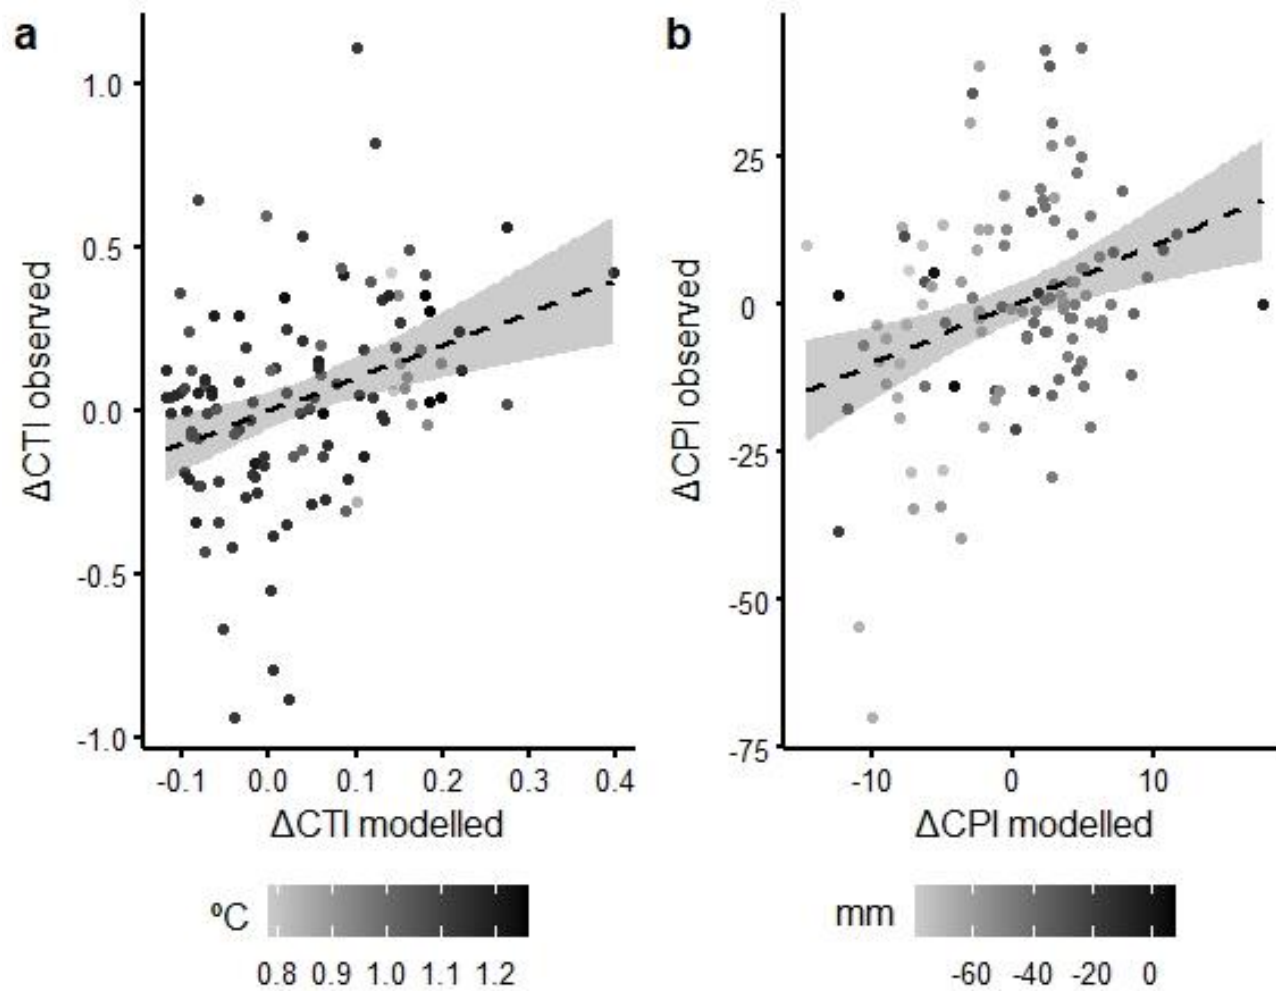 a
b
1.0
0.5
0.0
-0.5
-1.0
ΔCTI observed
-0.1 0.0 0.1 0.2 0.3 0.4
ΔCTI modelled
ºC
0.8 0.9 1.0 1.1 1.2
25
0
-25
-50
-75
ΔCPI observed
-10 0 10
ΔCPI modelled
mm
-60 -40 -20 0